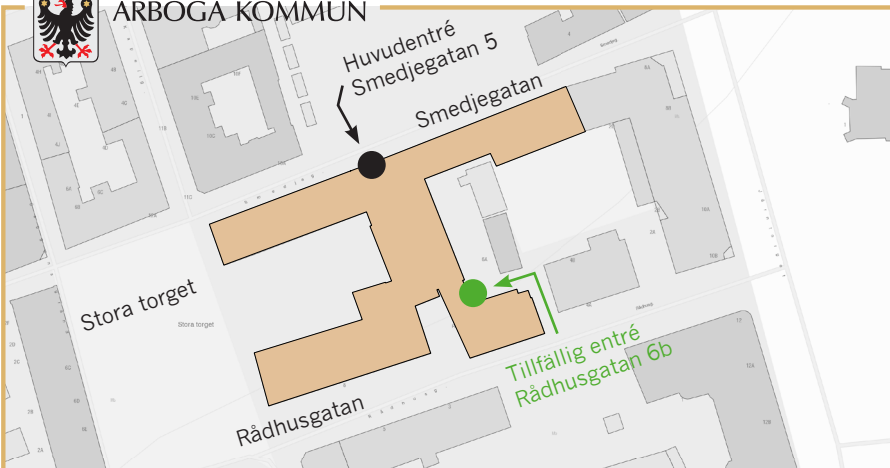 ARBOGA KOMMUN
Huvudentré
Smedjegatan 5
Smedjegatan
Stora torget
Stora torget
Tillfällig entré
Rådhusgatan 6b
Rådhusgatan